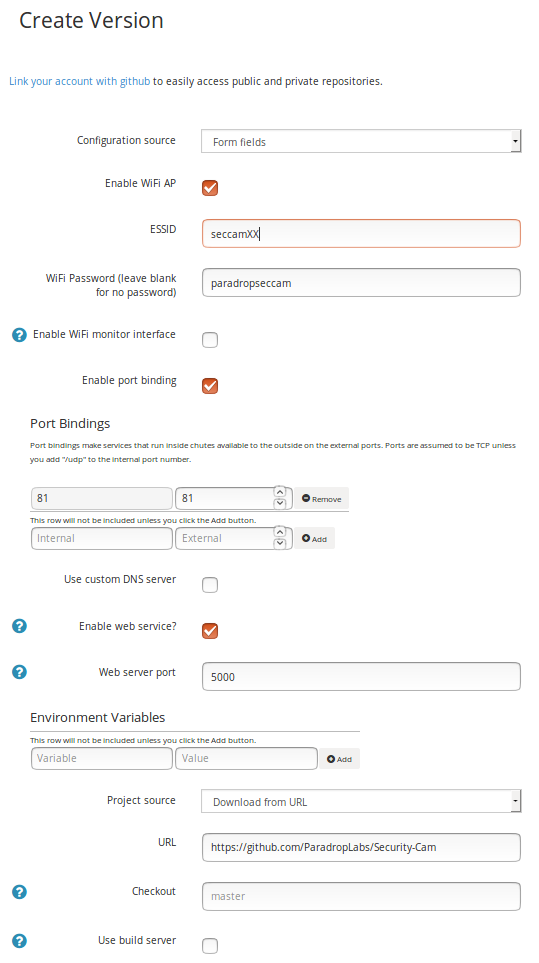 Create Version
Link your account with github to easily access public and private repositories.
Configuration source
Form fields
Enable WiFi AP
ESSID
seccamXX
WiFi Password (leave blank
for no password)
paradropseccam
? Enable WiFi monitor interface
Enable port binding
Port Bindings
Port bindings make services that run inside chutes available to the outside on the external ports. Ports are assumed to be TCP unless
you add "/udp" to the internal port number.
81 81 Remove
This row will not be included unless you click the Add button.
Internal External Add
Use custom DNS server
? Enable web service?
? Web server port
5000
Environment Variables
This row will not be included unless you click the Add button.
Variable Value Add
Project source
Download from URL
URL
https://github.com/ParadropLabs/Security-Cam
? Checkout
master
? Use build server